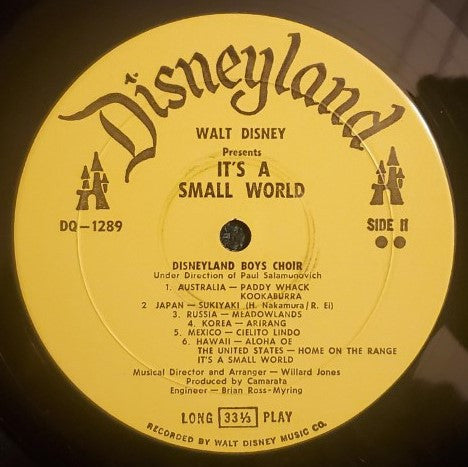 Disneyland
WALT DISNEY
Presents
IT'S A
SMALL WORLD
DQ-1289
SIDE II
DISNEYLAND BOYS CHOIR
Under Direction of Paul Salamunovich
1. AUSTRALIA — PADDY WHACK
KOOKABURRA
2. JAPAN — SUKIYAKI (H. Nakamura/R. Ei)
3. RUSSIA — MEADOWLANDS
4. KOREA — ARIRANG
5. MEXICO — CIELITO LINDO
6. HAWAII — ALOHA OE
THE UNITED STATES — HOME ON THE RANGE
IT'S A SMALL WORLD
Musical Director and Arranger — Willard Jones
Produced by Camarata
Engineer — Brian Ross-Myring
LONG 33⅓ PLAY
RECORDED BY WALT DISNEY MUSIC CO.